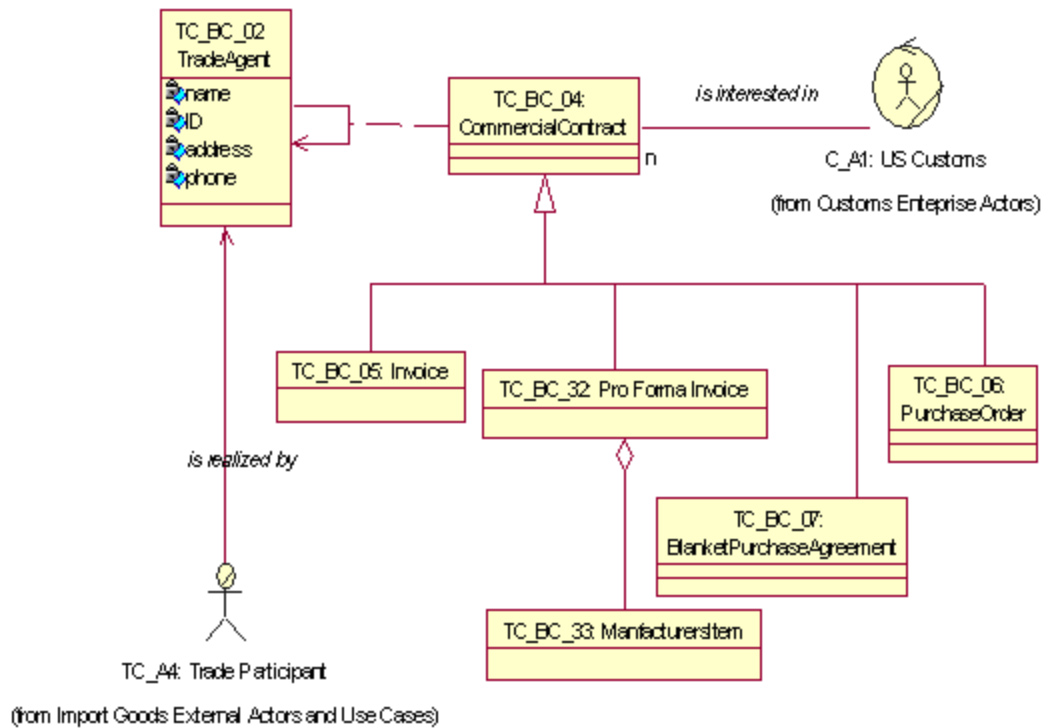 TC_BC_02
TradeAgent
name
ID
address
phone
TC_BC_04:
CommercialContract
n
is interested in
C_A1: US Customs
(from Customs Enteprise Actors)
TC_BC_05: Invoice
TC_BC_32: Pro Forma Invoice
TC_BC_06:
PurchaseOrder
is realized by
TC_BC_07:
BlanketPurchaseAgreement
TC_BC_33: ManfacturersItem
TC_A4: Trade Participant
(from Import Goods External Actors and Use Cases)